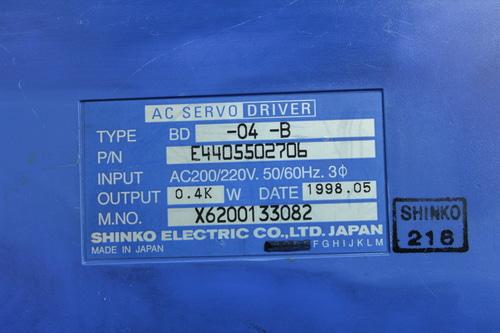 AC SERVO DRIVER
TYPE BD -04 -B
P/N E4405502706
INPUT AC200/220V. 50/60Hz. 3ϕ
OUTPUT 0.4K W DATE 1998.05
M.NO. X6200133082
SHINKO ELECTRIC CO.,LTD. JAPAN
MADE IN JAPAN FGHIJKLM
SHINKO
216